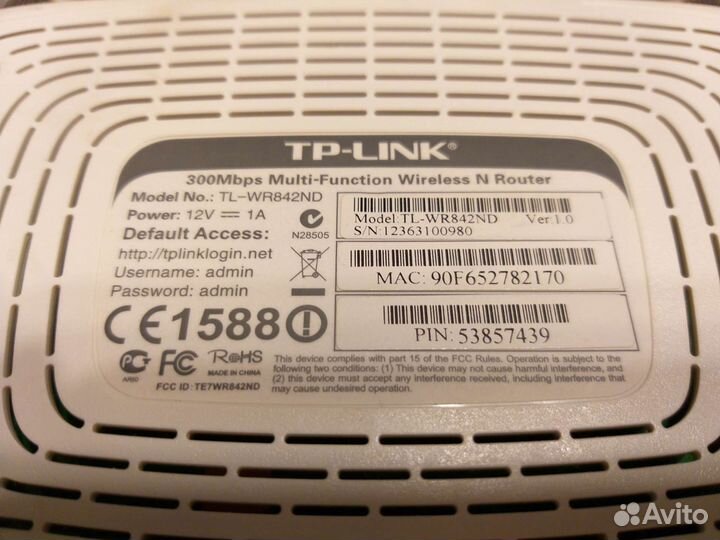 TP-LINK®
300Mbps Multi-Function Wireless N Router
Model No.: TL-WR842ND
Power: 12V ⎓ 1A
Default Access:
N28505
http://tplinklogin.net
Username: admin
Password: admin
Model:TL-WR842ND Ver:1.0
S/N:12363100980
MAC: 90F652782170
PIN: 53857439
CE1588
PG
AR80
FC
RoHS
MADE IN CHINA
FCC ID: TE7WR842ND
This device complies with part 15 of the FCC Rules. Operation is subject to the
following two conditions: (1) This device may not cause harmful interference, and
(2) this device must accept any interference received, including interference that may
cause undesired operation.
Avito